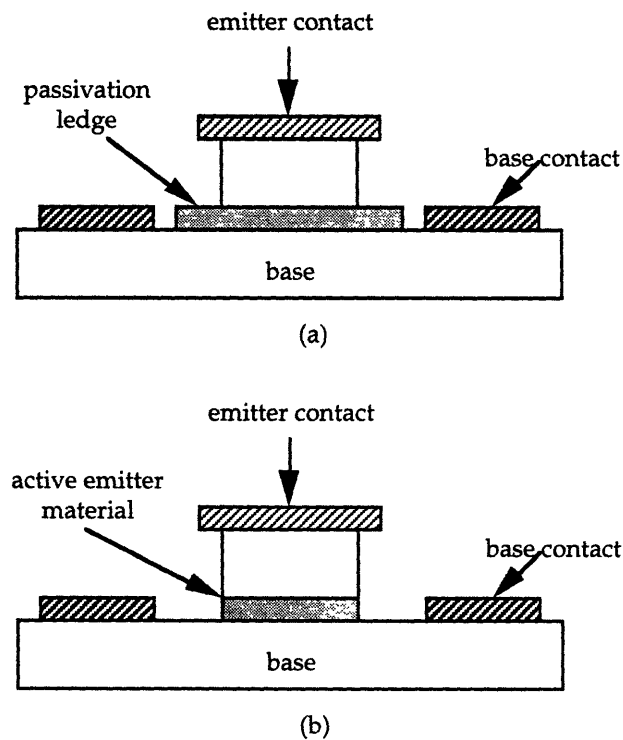 emitter contact
passivation
ledge
base contact
base
(a)
emitter contact
active emitter
material
base contact
base
(b)